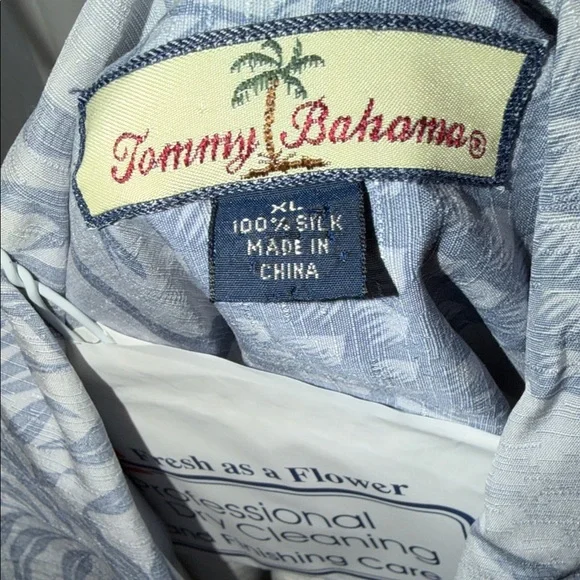 Tommy Bahama®
XL
100% SILK
MADE IN
CHINA
Fresh as a Flower
Professional
Dry Cleaning
and Finishing Care